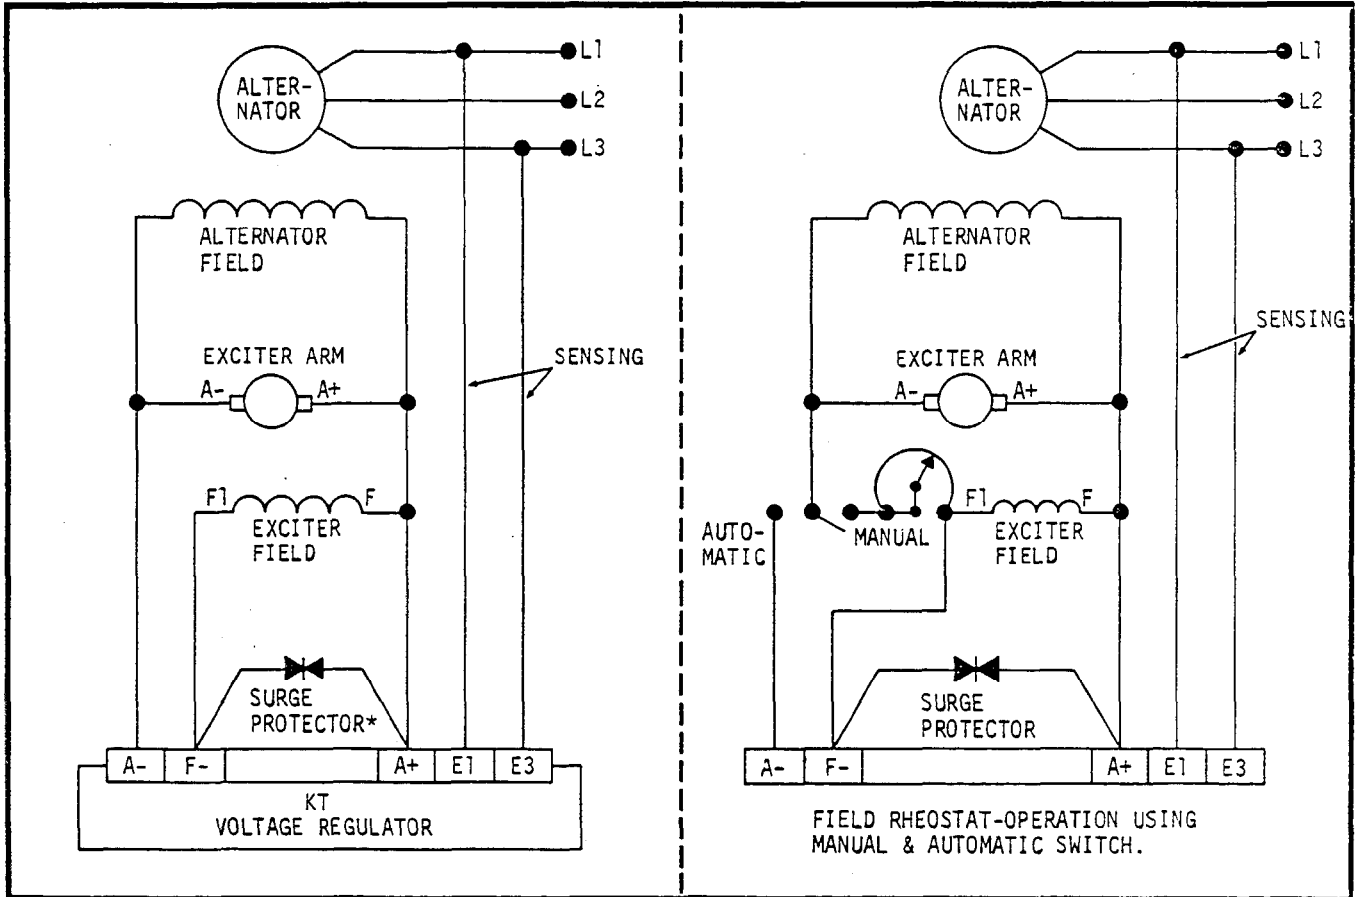 ALTER-
NATOR
L1
L2
L3
ALTERNATOR
FIELD
EXCITER ARM
A-
A+
SENSING
F1
F
EXCITER
FIELD
SURGE
PROTECTOR*
A-
F-
A+
E1
E3
KT
VOLTAGE REGULATOR
ALTER-
NATOR
L1
L2
L3
ALTERNATOR
FIELD
SENSING
EXCITER ARM
A-
A+
F1
F
AUTO-
MATIC
MANUAL
EXCITER
FIELD
SURGE
PROTECTOR
A-
F-
A+
E1
E3
FIELD RHEOSTAT-OPERATION USING
MANUAL & AUTOMATIC SWITCH.